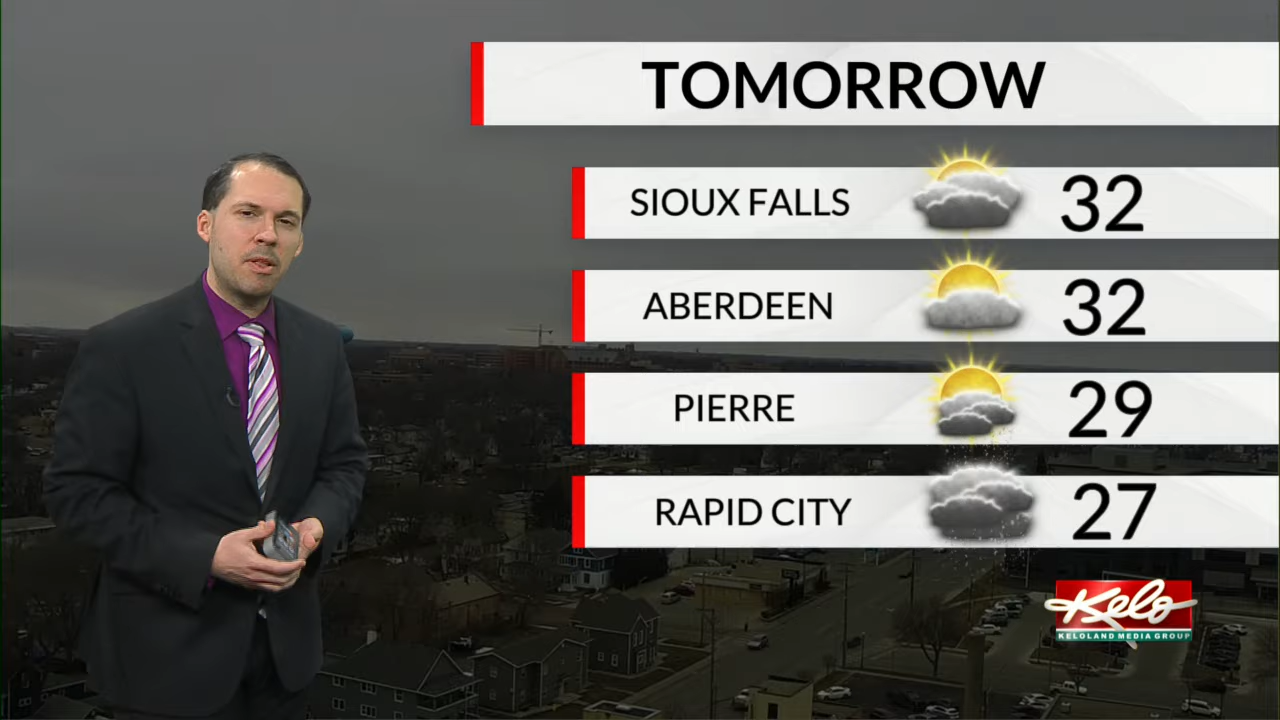 TOMORROW
SIOUX FALLS 32
ABERDEEN 32
PIERRE 29
RAPID CITY 27
Kelo
KELOLAND MEDIA GROUP